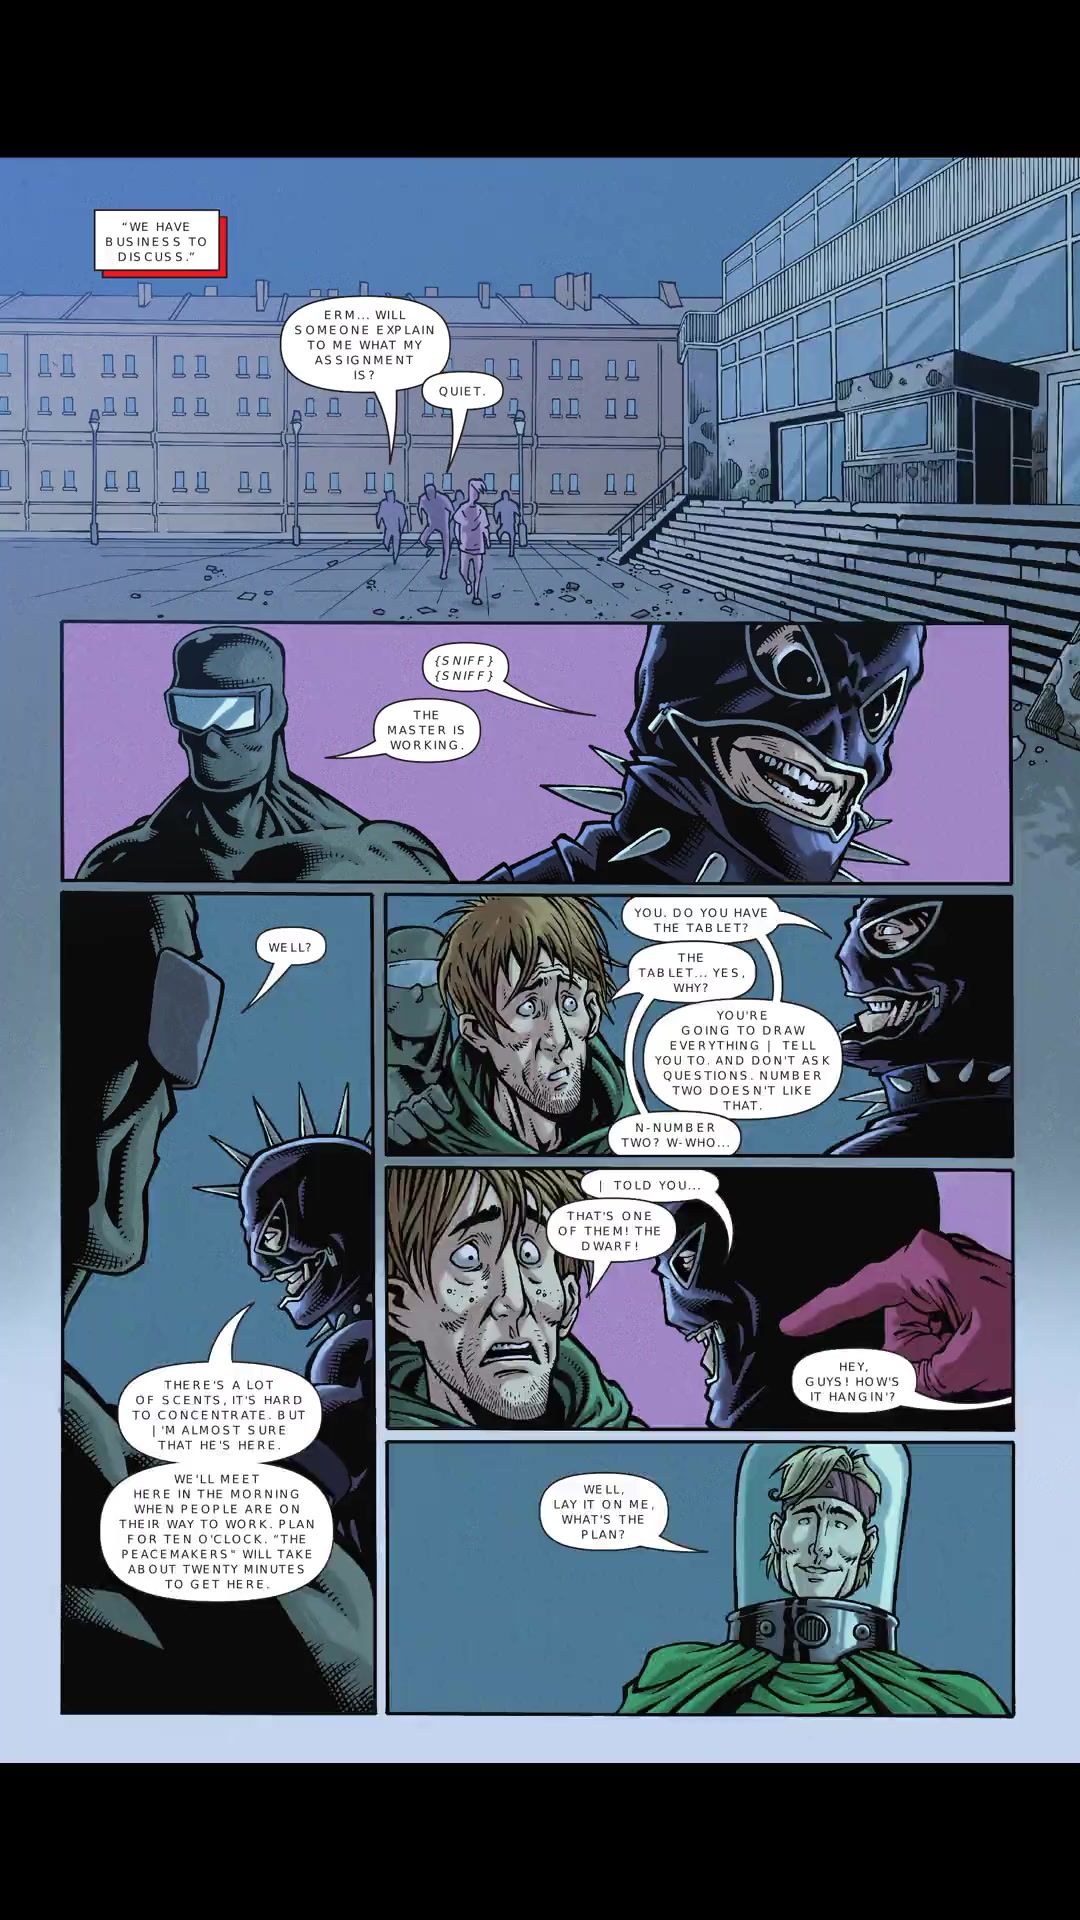 “WE HAVE
BUSINESS TO
DISCUSS.”
ERM... WILL
SOMEONE EXPLAIN
TO ME WHAT MY
ASSIGNMENT
IS?
QUIET.
{SNIFF}
{SNIFF}
THE
MASTER IS
WORKING.
WELL?
THERE'S A LOT
OF SCENTS, IT'S HARD
TO CONCENTRATE. BUT
|'M ALMOST SURE
THAT HE'S HERE.
WE'LL MEET
HERE IN THE MORNING
WHEN PEOPLE ARE ON
THEIR WAY TO WORK. PLAN
FOR TEN O'CLOCK. "THE
PEACEMAKERS" WILL TAKE
ABOUT TWENTY MINUTES
TO GET HERE.
YOU. DO YOU HAVE
THE TABLET?
THE
TABLET... YES,
WHY?
YOU'RE
GOING TO DRAW
EVERYTHING | TELL
YOU TO. AND DON'T ASK
QUESTIONS. NUMBER
TWO DOESN'T LIKE
THAT.
N-NUMBER
TWO? W-WHO...
| TOLD YOU...
THAT'S ONE
OF THEM! THE
DWARF!
HEY,
GUYS! HOW'S
IT HANGIN'?
WELL,
LAY IT ON ME,
WHAT'S THE
PLAN?